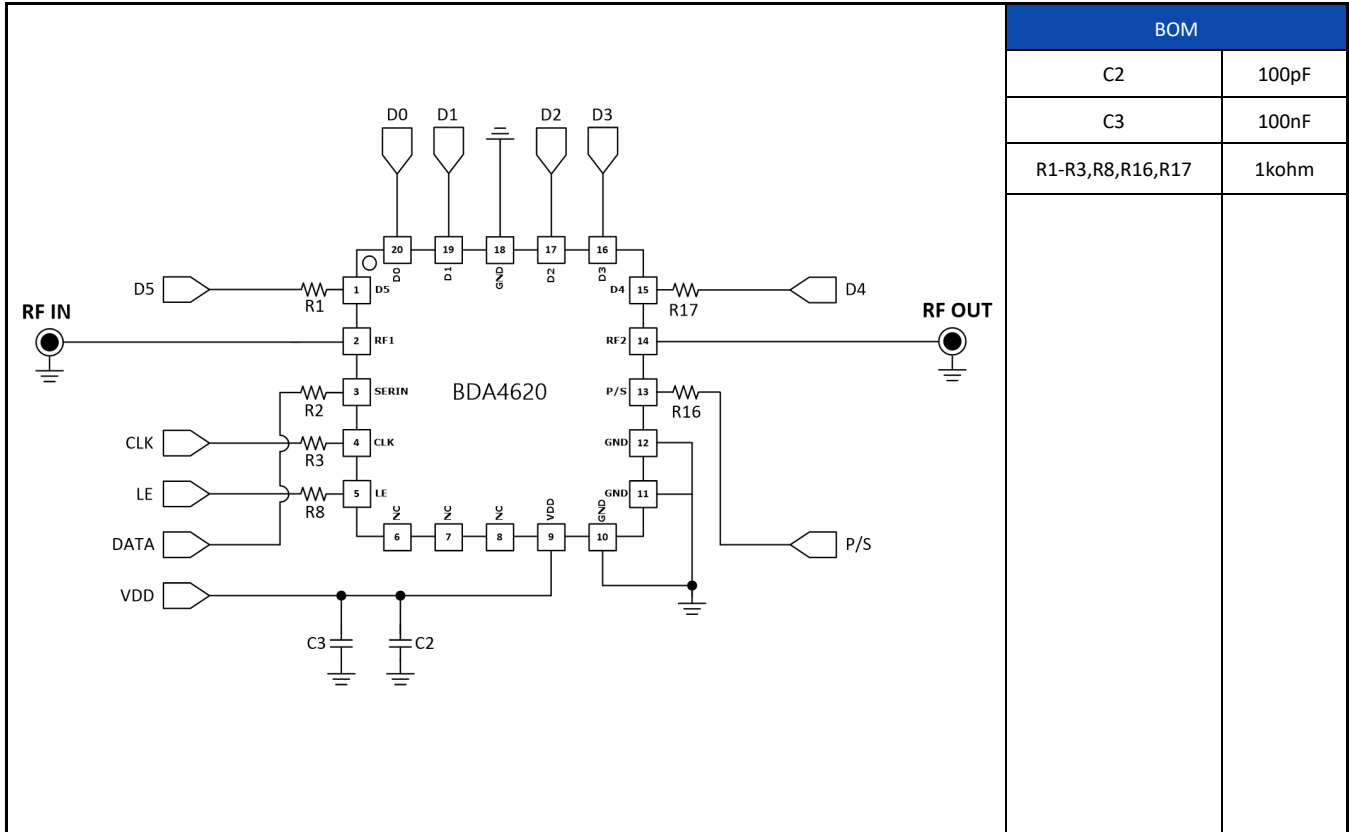 BOM
C2 100pF
C3 100nF
R1-R3,R8,R16,R17 1kohm
D0 D1 D2 D3
20 19 18 17 16
D0 D1 GND D2 D3
D5 R1 1 D5 D4 15 R17 D4
RF IN RF OUT
2 RF1 RF2 14
R2 3 SERIN BDA4620 P/S 13 R16
CLK R3 4 CLK GND 12
LE R8 5 LE GND 11
NC NC NC VDD GND
6 7 8 9 10
DATA P/S
VDD
C3 C2